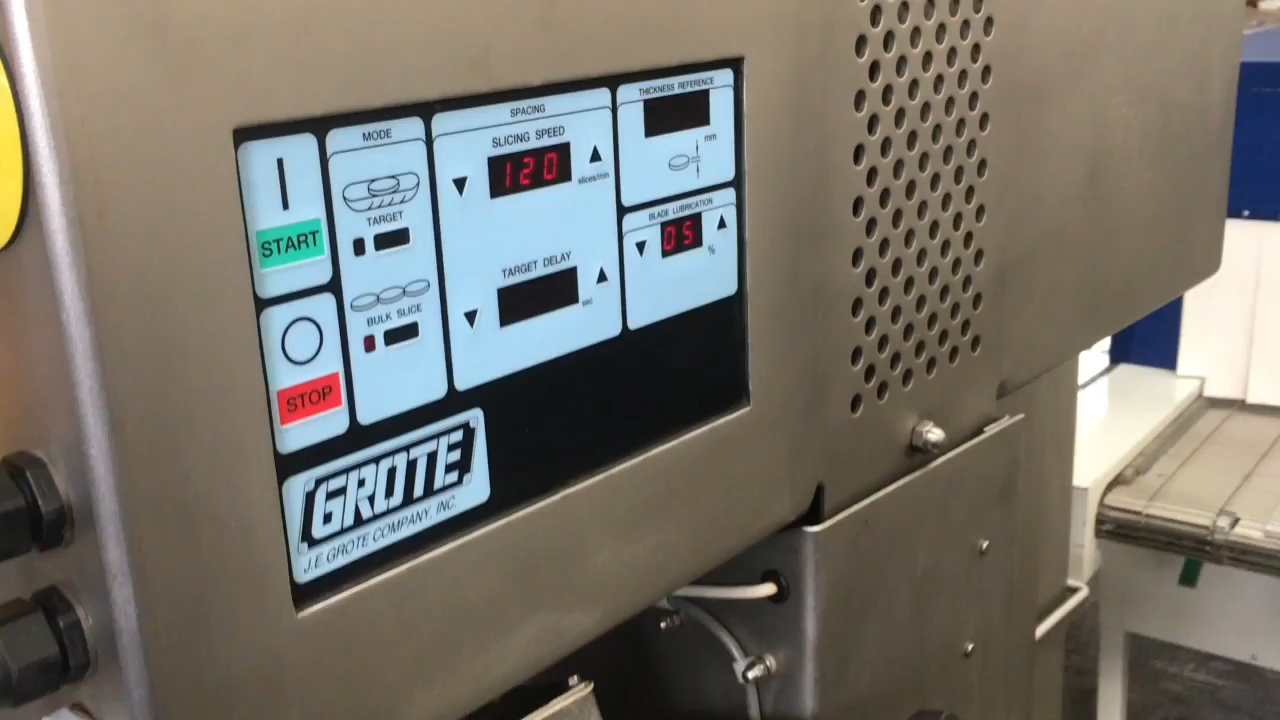 START
STOP
MODE
TARGET
BULK SLICE
SPACING
SLICING SPEED
120
slices/min
TARGET DELAY
sec
THICKNESS REFERENCE
mm
BLADE LUBRICATION
05
%
GROTE
J.E GROTE COMPANY, INC.